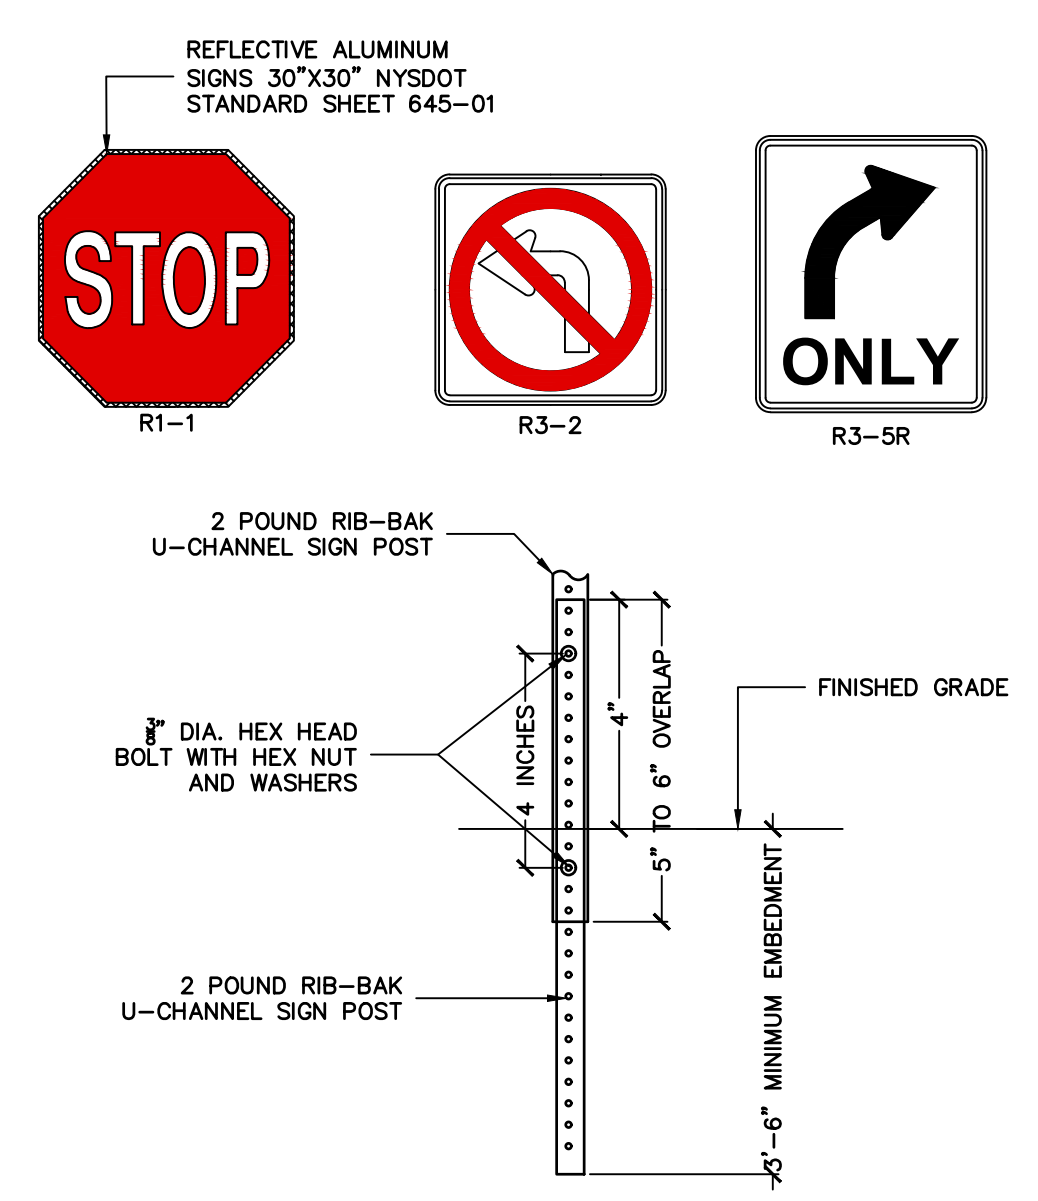 REFLECTIVE ALUMINUM
SIGNS 30"X30" NYSDOT
STANDARD SHEET 645-01
STOP
R1-1
R3-2
ONLY
R3-5R
2 POUND RIB-BAK
U-CHANNEL SIGN POST
4"
5" TO 6" OVERLAP
FINISHED GRADE
4 INCHES
3/8" DIA. HEX HEAD
BOLT WITH HEX NUT
AND WASHERS
3'-6" MINIMUM EMBEDMENT
2 POUND RIB-BAK
U-CHANNEL SIGN POST